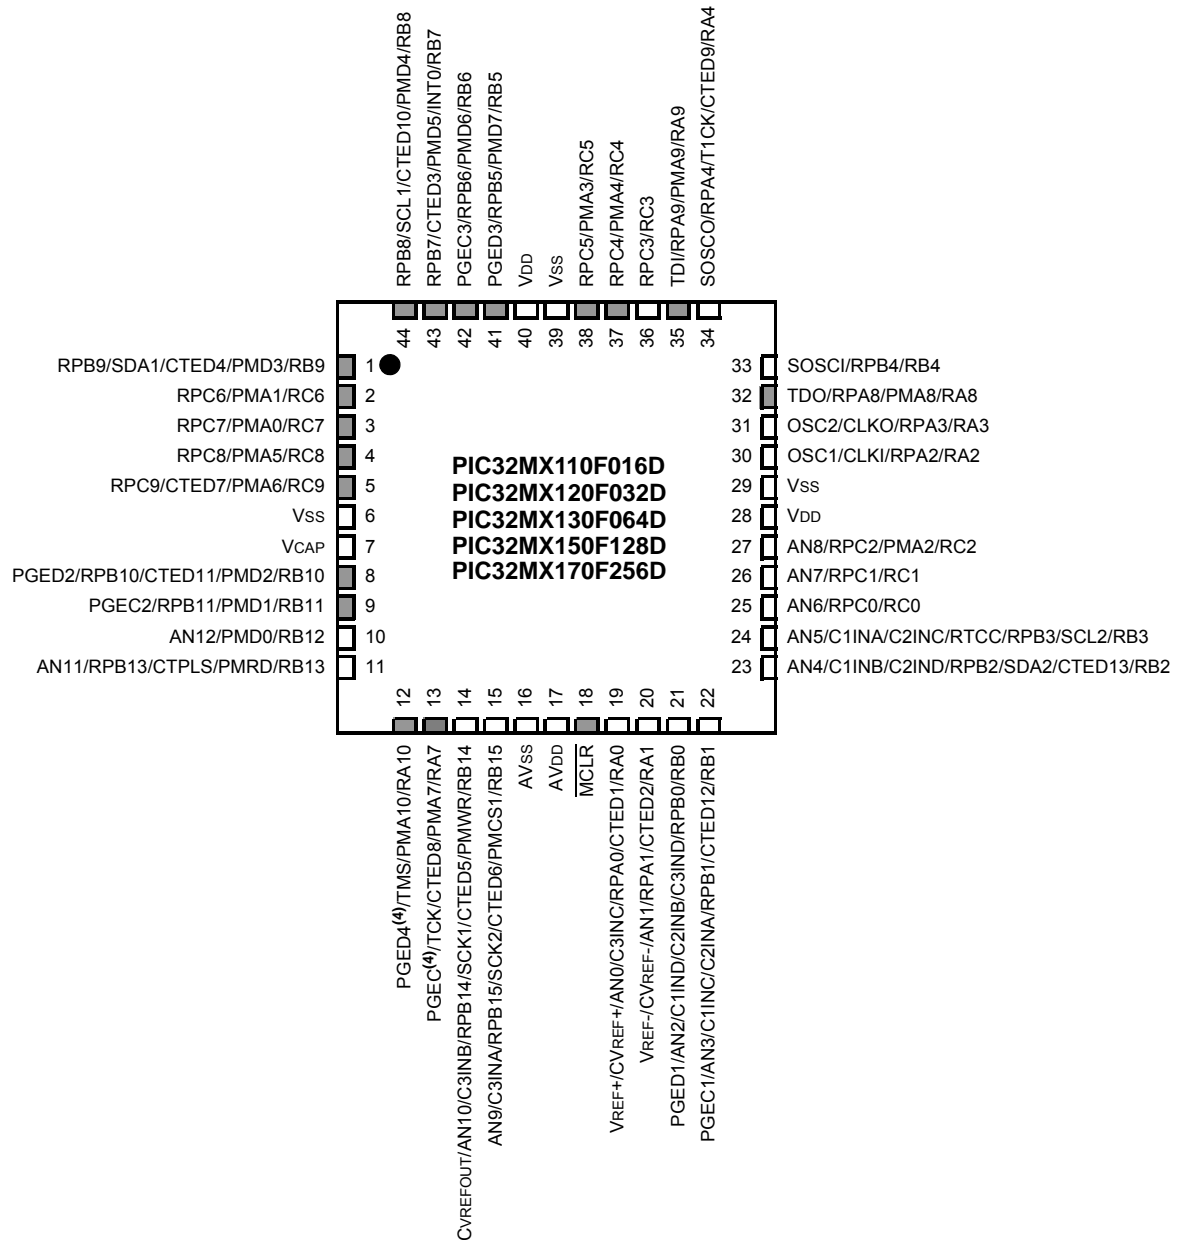 RPB8/SCL1/CTED10/PMD4/RB8
RPB7/CTED3/PMD5/INT0/RB7
PGEC3/RPB6/PMD6/RB6
PGED3/RPB5/PMD7/RB5
VDD
VSS
RPC5/PMA3/RC5
RPC4/PMA4/RC4
RPC3/RC3
TDI/RPA9/PMA9/RA9
SOSCO/RPA4/T1CK/CTED9/RA4
44 43 42 41 40 39 38 37 36 35 34
RPB9/SDA1/CTED4/PMD3/RB9 1
RPC6/PMA1/RC6 2
RPC7/PMA0/RC7 3
RPC8/PMA5/RC8 4
RPC9/CTED7/PMA6/RC9 5
VSS 6
VCAP 7
PGED2/RPB10/CTED11/PMD2/RB10 8
PGEC2/RPB11/PMD1/RB11 9
AN12/PMD0/RB12 10
AN11/RPB13/CTPLS/PMRD/RB13 11
PIC32MX110F016D
PIC32MX120F032D
PIC32MX130F064D
PIC32MX150F128D
PIC32MX170F256D
33 SOSCI/RPB4/RB4
32 TDO/RPA8/PMA8/RA8
31 OSC2/CLKO/RPA3/RA3
30 OSC1/CLKI/RPA2/RA2
29 VSS
28 VDD
27 AN8/RPC2/PMA2/RC2
26 AN7/RPC1/RC1
25 AN6/RPC0/RC0
24 AN5/C1INA/C2INC/RTCC/RPB3/SCL2/RB3
23 AN4/C1INB/C2IND/RPB2/SDA2/CTED13/RB2
12 13 14 15 16 17 18 19 20 21 22
PGED4(4)/TMS/PMA10/RA10
PGEC(4)/TCK/CTED8/PMA7/RA7
CVREFOUT/AN10/C3INB/RPB14/SCK1/CTED5/PMWR/RB14
AN9/C3INA/RPB15/SCK2/CTED6/PMCS1/RB15
AVSS
AVDD
MCLR
VREF+/CVREF+/AN0/C3INC/RPA0/CTED1/RA0
VREF-/CVREF-/AN1/RPA1/CTED2/RA1
PGED1/AN2/C1IND/C2INB/C3IND/RPB0/RB0
PGEC1/AN3/C1INC/C2INA/RPB1/CTED12/RB1